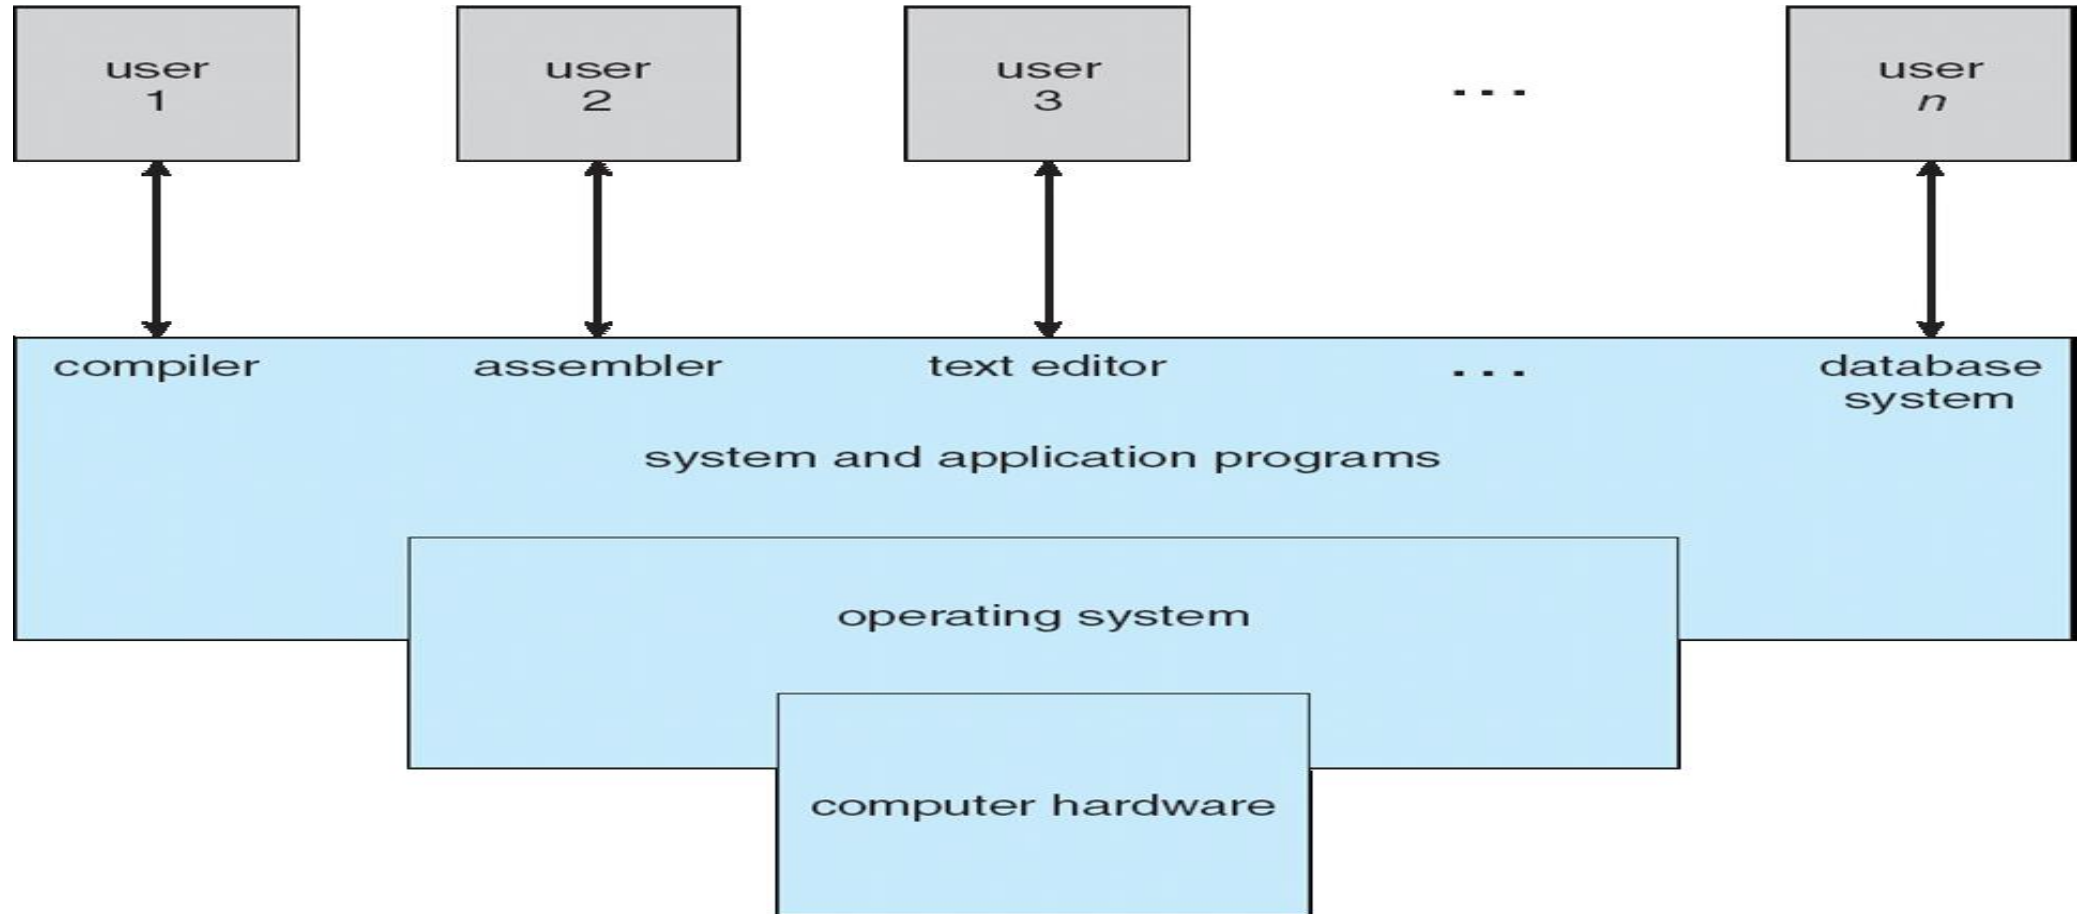 user
1
user
2
user
3
...
user
n
compiler
assembler
text editor
...
database
system
system and application programs
operating system
computer hardware